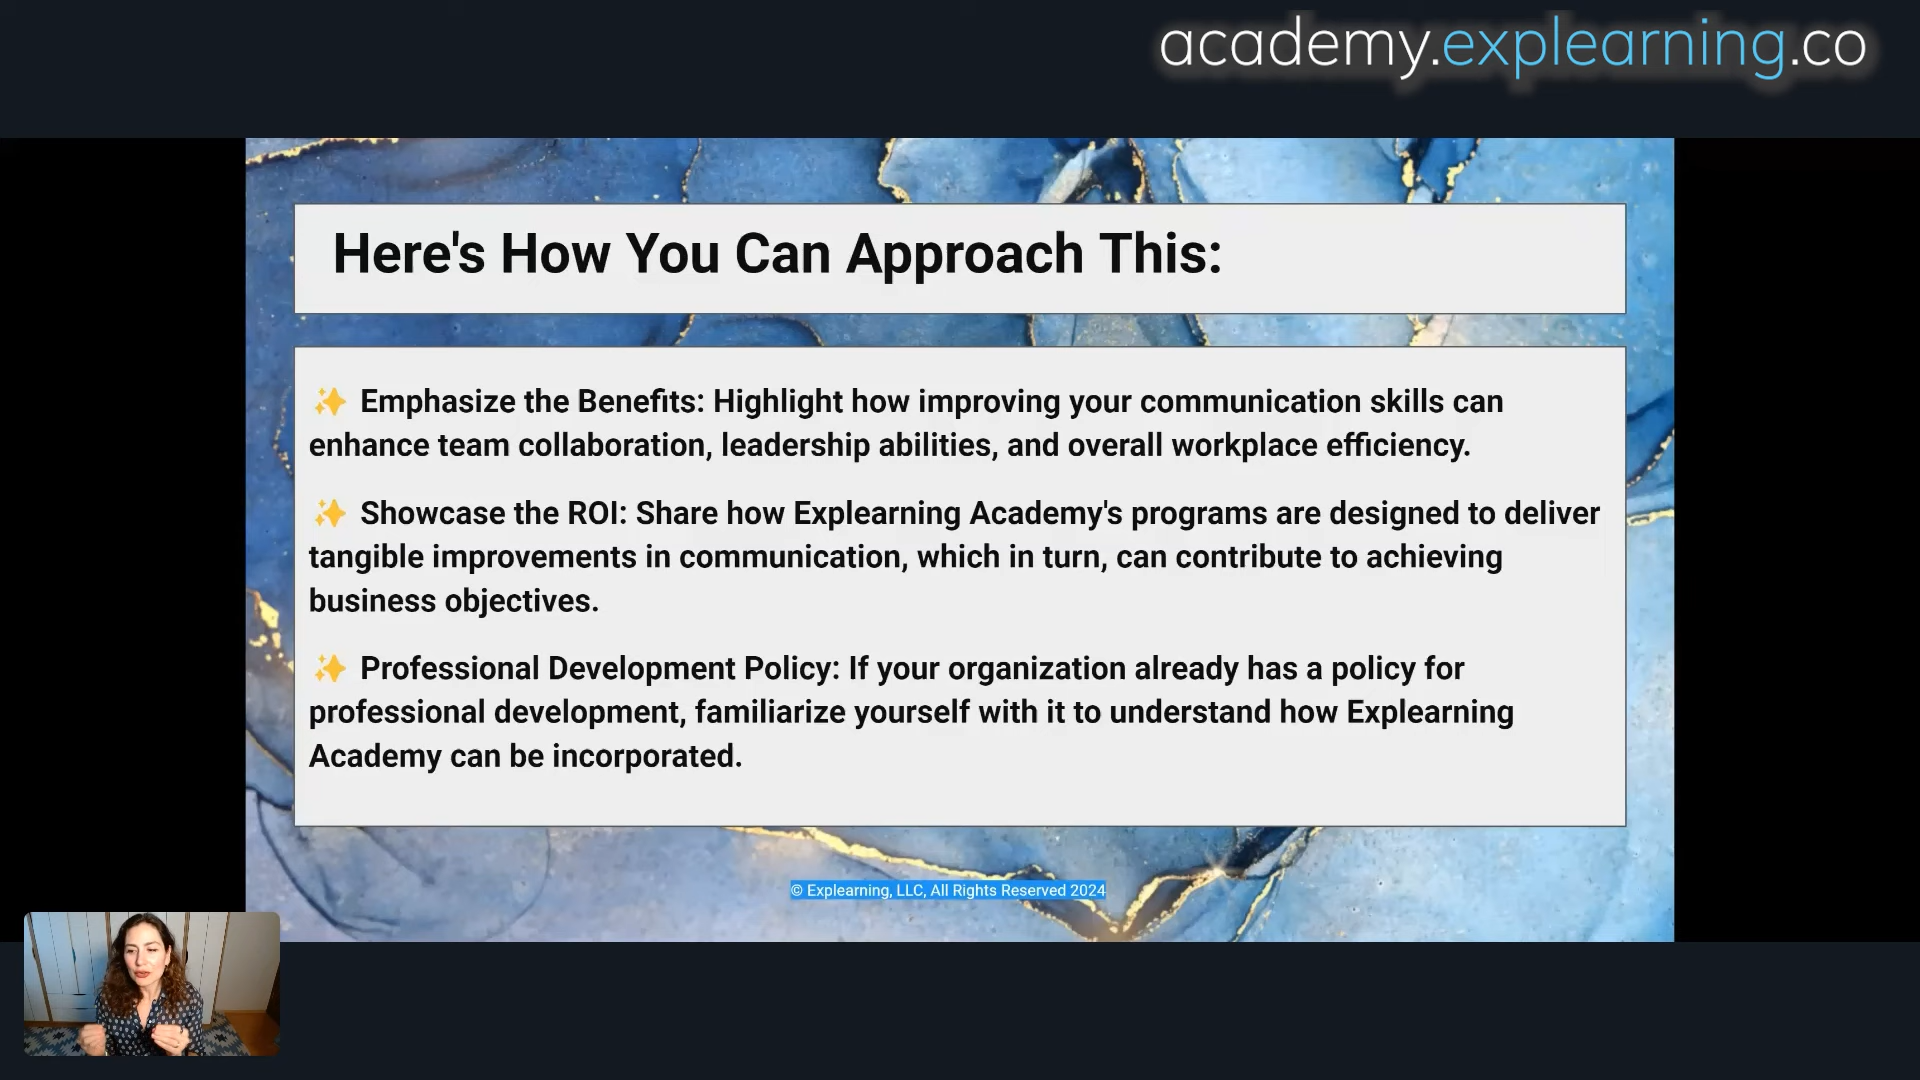 academy.explearning.co
Here's How You Can Approach This:
✨ Emphasize the Benefits: Highlight how improving your communication skills can
enhance team collaboration, leadership abilities, and overall workplace efficiency.
✨ Showcase the ROI: Share how Explearning Academy's programs are designed to deliver
tangible improvements in communication, which in turn, can contribute to achieving
business objectives.
✨ Professional Development Policy: If your organization already has a policy for
professional development, familiarize yourself with it to understand how Explearning
Academy can be incorporated.
© Explearning, LLC, All Rights Reserved 2024